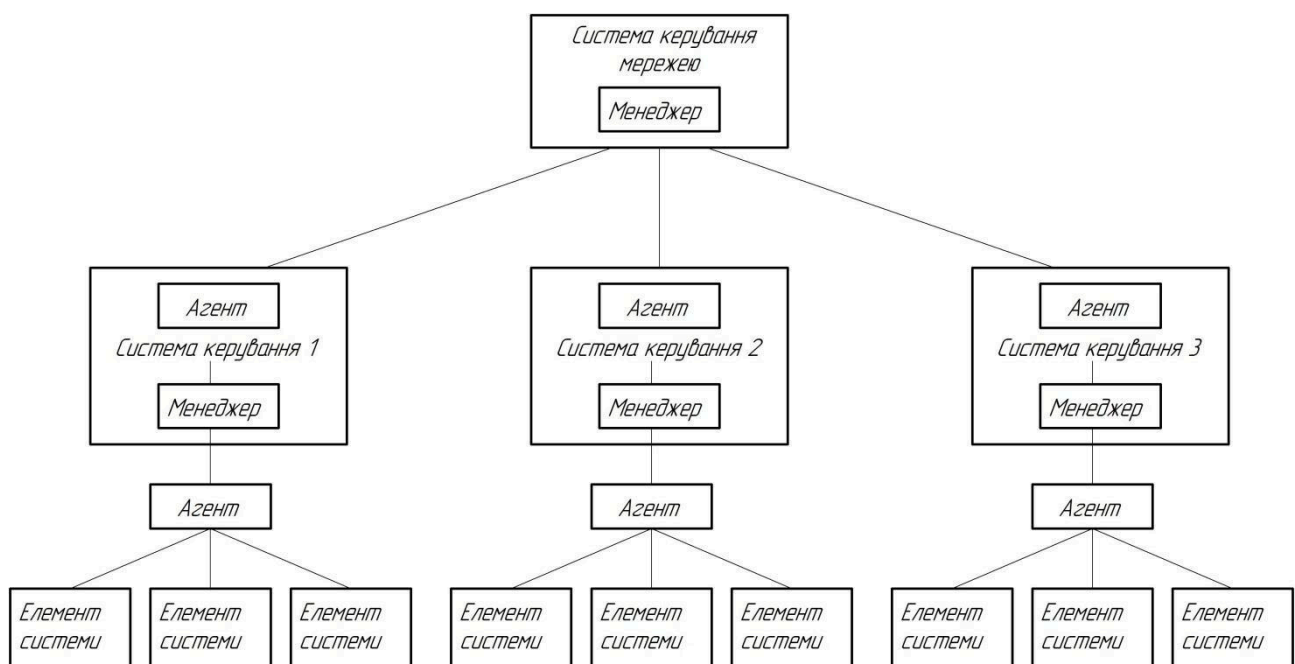 Система керування
мережею
Менеджер
Агент
Агент
Агент
Система керування 1
Система керування 2
Система керування 3
Менеджер
Менеджер
Менеджер
Агент
Агент
Агент
Елемент
системи
Елемент
системи
Елемент
системи
Елемент
системи
Елемент
системи
Елемент
системи
Елемент
системи
Елемент
системи
Елемент
системи